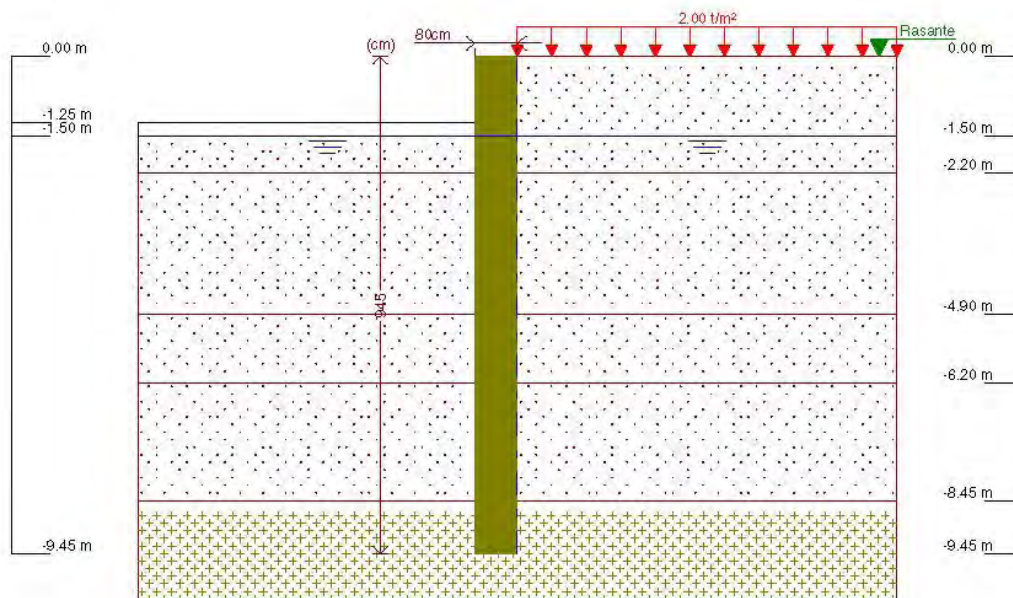 2.00 t/m²
80cm
Rasante
(cm)
0.00 m
0.00 m
-1.25 m
-1.50 m
-1.50 m
-2.20 m
945
-4.90 m
-6.20 m
-8.45 m
-9.45 m
-9.45 m